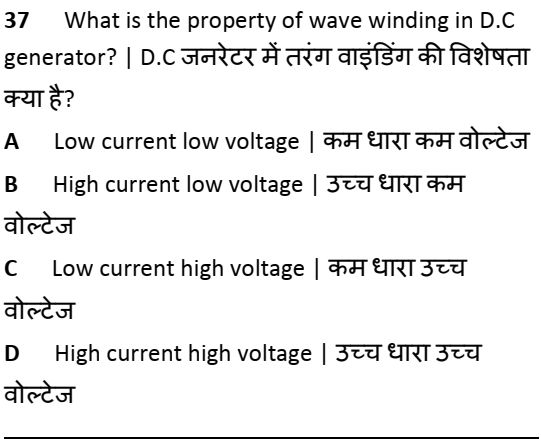 37 What is the property of wave winding in D.C
generator? | D.C जनरेटर में तरंग वाइंडिंग की विशेषता
क्या है?
A Low current low voltage | कम धारा कम वोल्टेज
B High current low voltage | उच्च धारा कम
वोल्टेज
C Low current high voltage | कम धारा उच्च
वोल्टेज
D High current high voltage | उच्च धारा उच्च
वोल्टेज